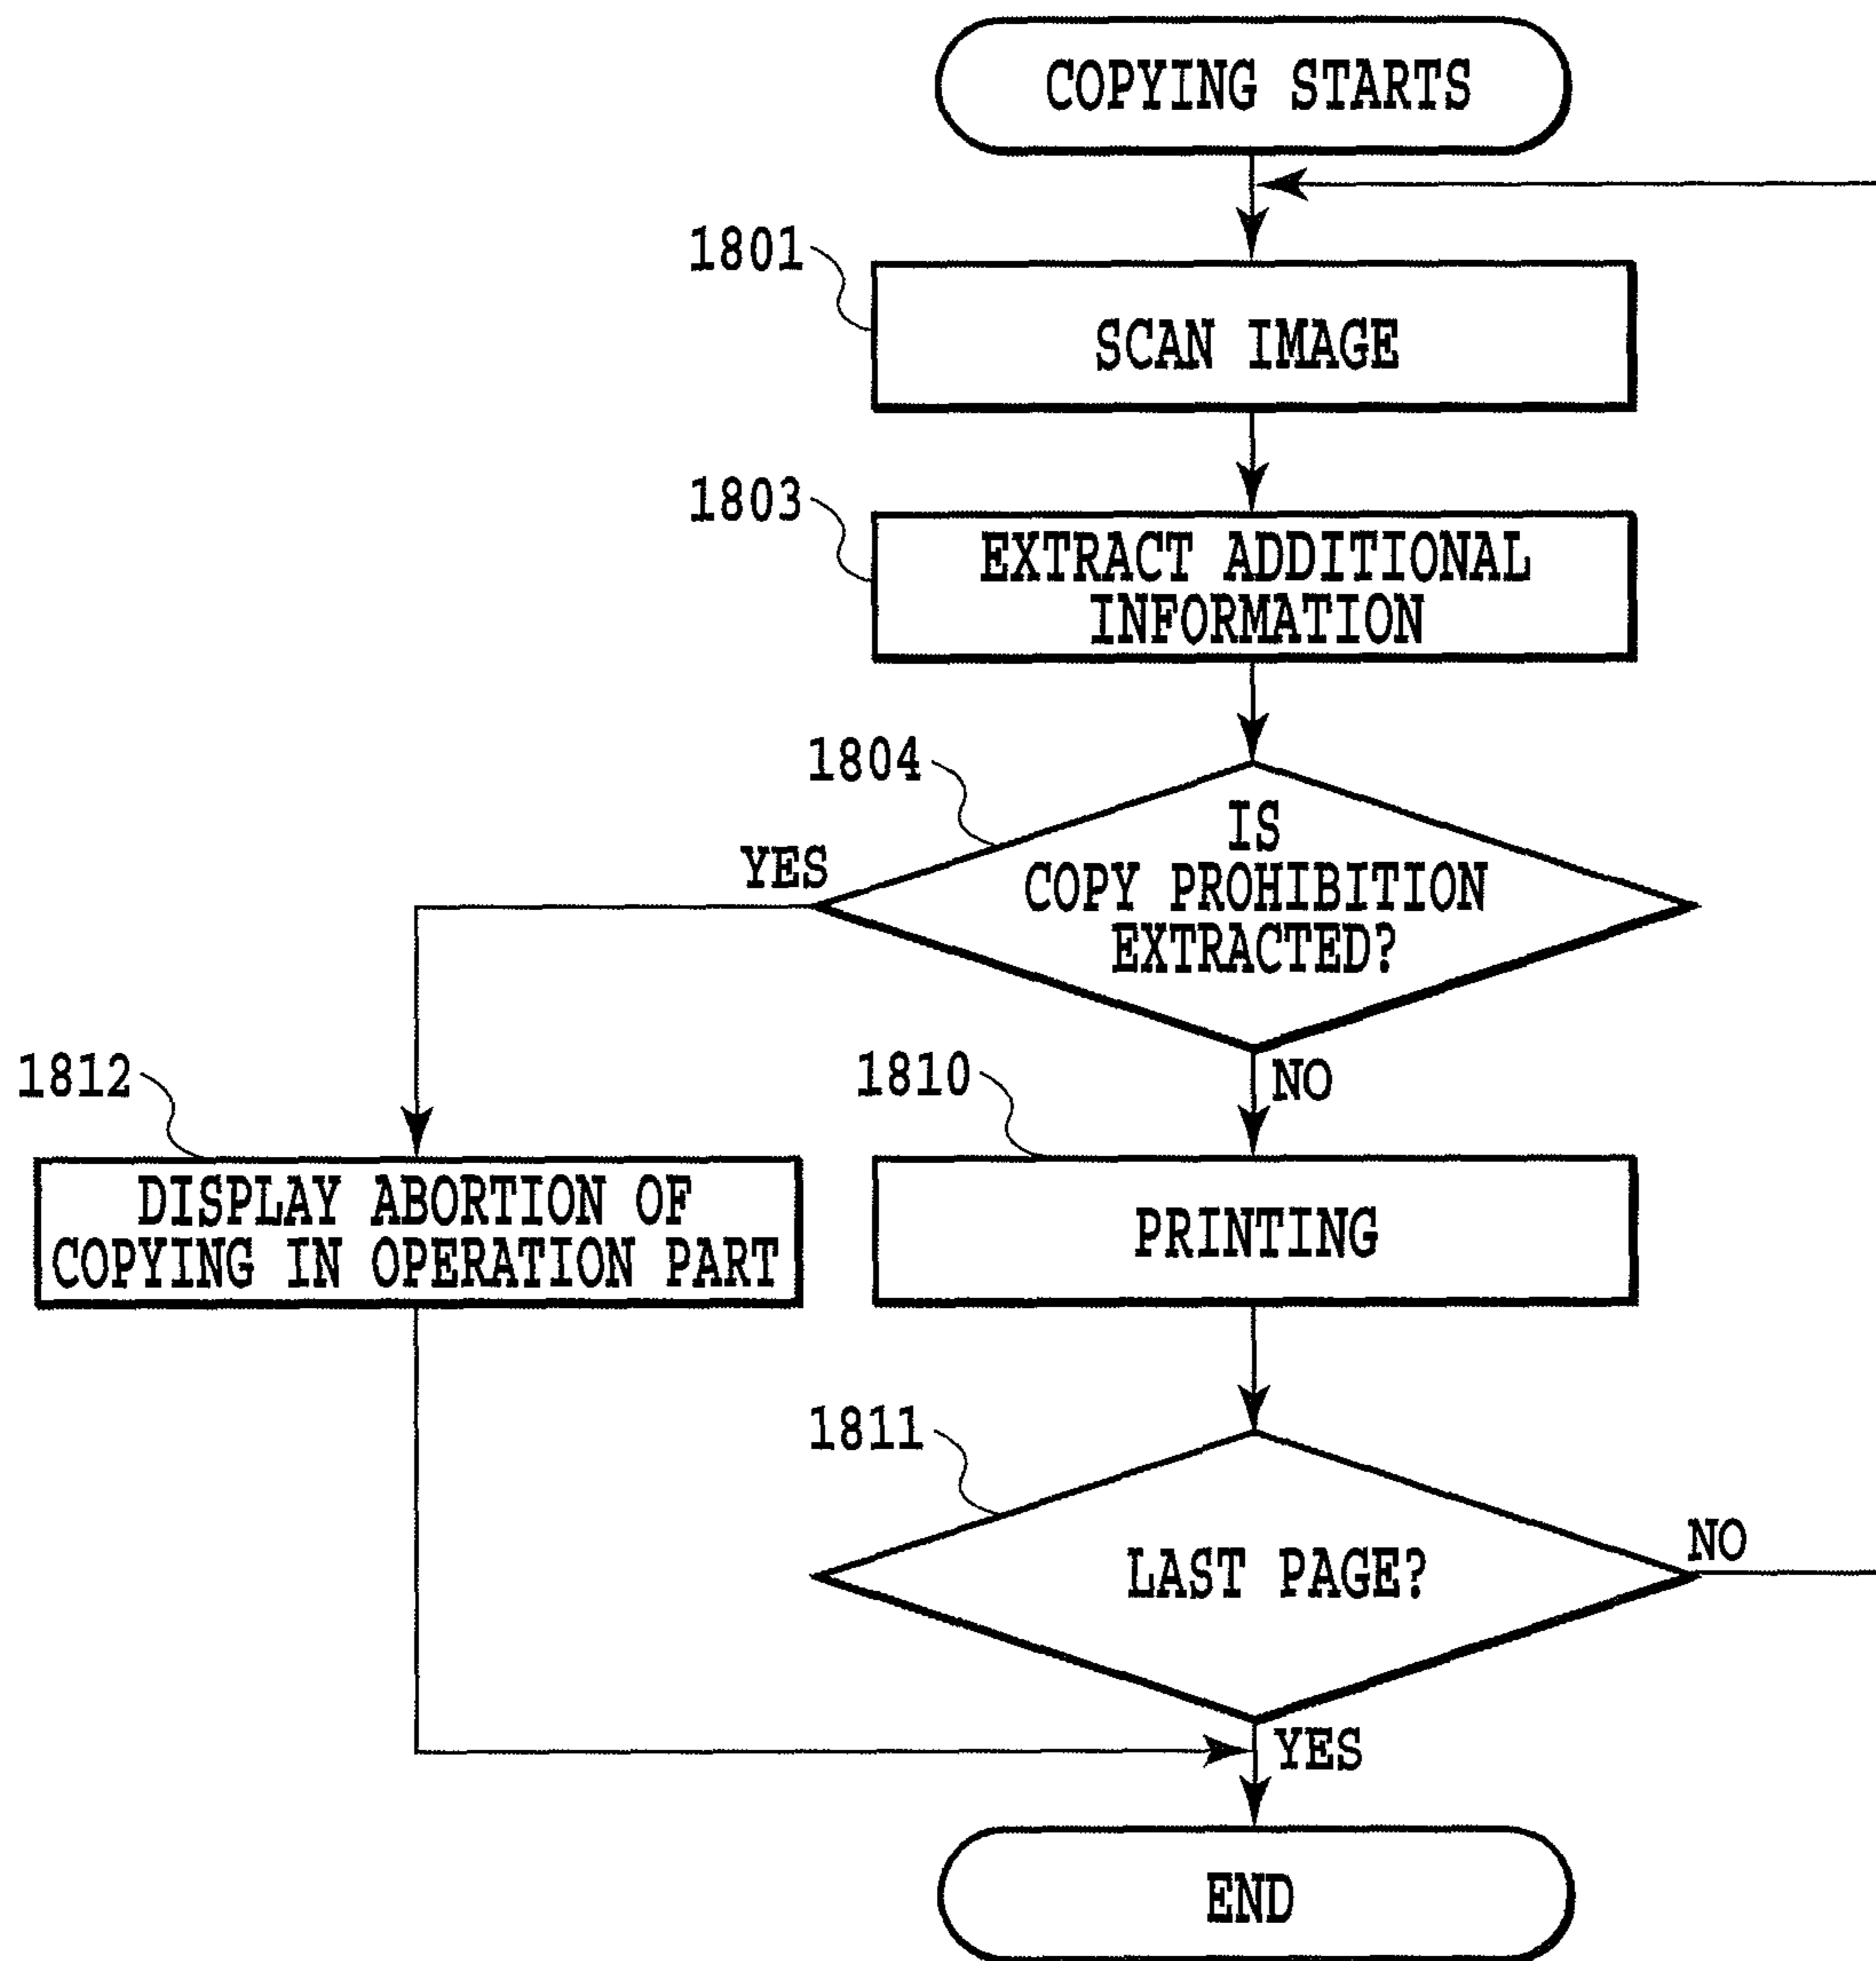 COPYING STARTS
1801
SCAN IMAGE
1803
EXTRACT ADDITIONAL
INFORMATION
1804
IS
COPY PROHIBITION
EXTRACTED?
YES
NO
1812
DISPLAY ABORTION OF
COPYING IN OPERATION PART
1810
PRINTING
1811
LAST PAGE?
NO
YES
END